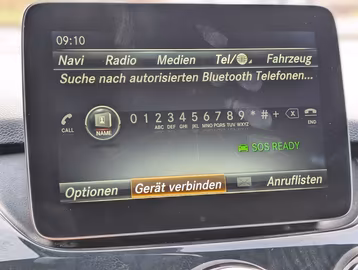 09:10
Navi Radio Medien Tel/ Fahrzeug
Suche nach autorisierten Bluetooth Telefonen...
0 1 2 3 4 5 6 7 8 9 * # + X
ABC DEF GHI JKL MNO PQRS TUV WXYZ
CALL NAME END
SOS READY
Optionen Gerät verbinden Anruflisten